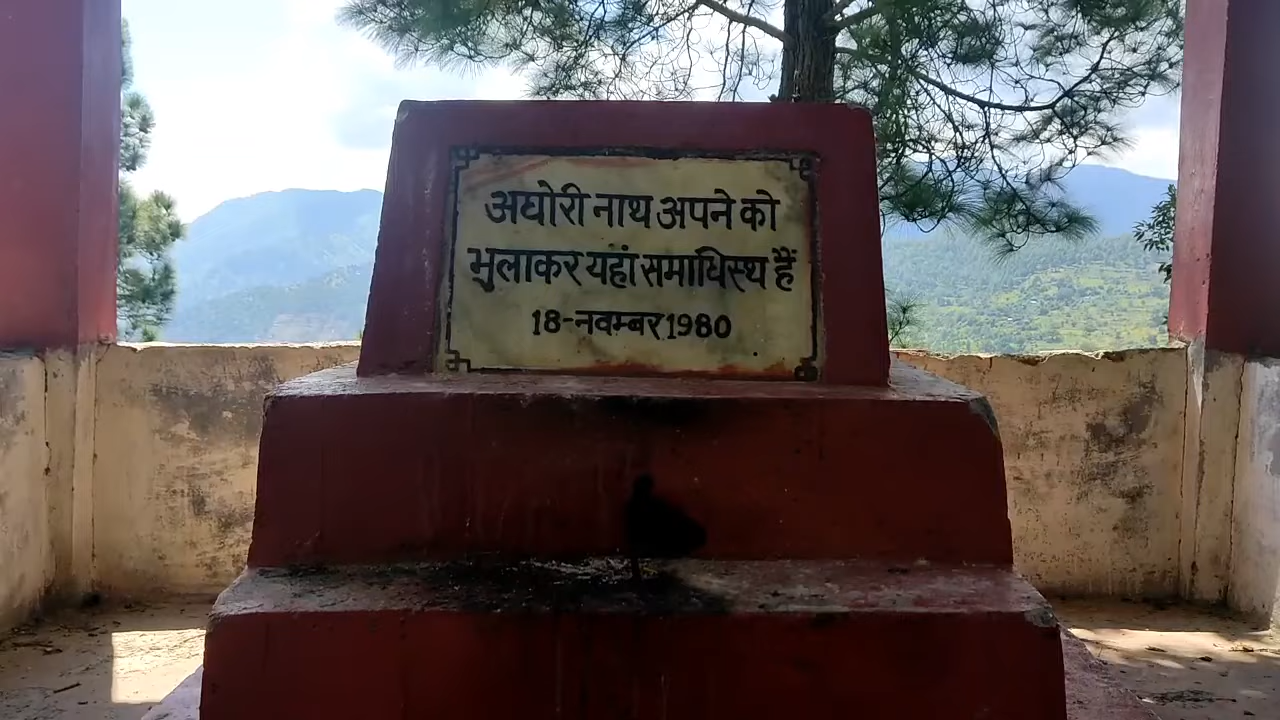 अघोरी नाथ अपने को
भुलाकर यहां समाधिस्थ हैं
18-नवम्बर 1980